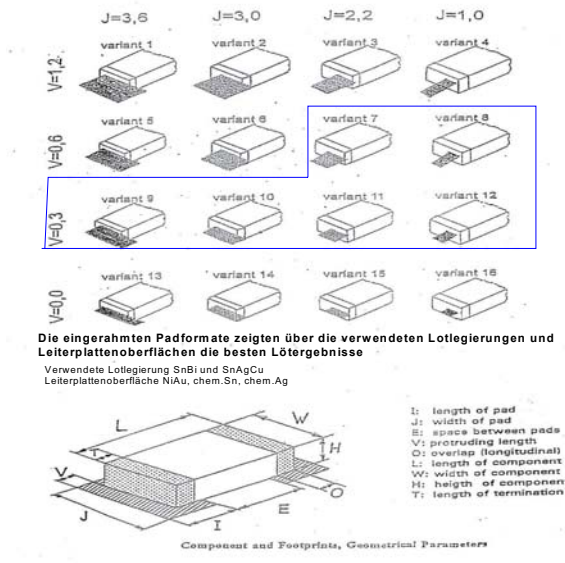 J=3,6 J=3,0 J=2,2 J=1,0
V=1,2 variant 1 variant 2 variant 3 variant 4
V=0,6 variant 5 variant 6 variant 7 variant 8
V=0,3 variant 9 variant 10 variant 11 variant 12
V=0,0 variant 13 variant 14 variant 15 variant 16
Die eingerahmten Padformate zeigten über die verwendeten Lotlegierungen und
Leiterplattenoberflächen die besten Lötergebnisse
Verwendete Lotlegierung SnBi und SnAgCu
Leiterplattenoberfläche NiAu, chem.Sn, chem.Ag
L W H T V O J I E
I: length of pad
J: width of pad
E: space between pads
V: protruding length
O: overlap (longitudinal)
L: length of component
W: width of component
H: heigth of component
T: length of termination
Component and Footprints, Geometrical Parameters